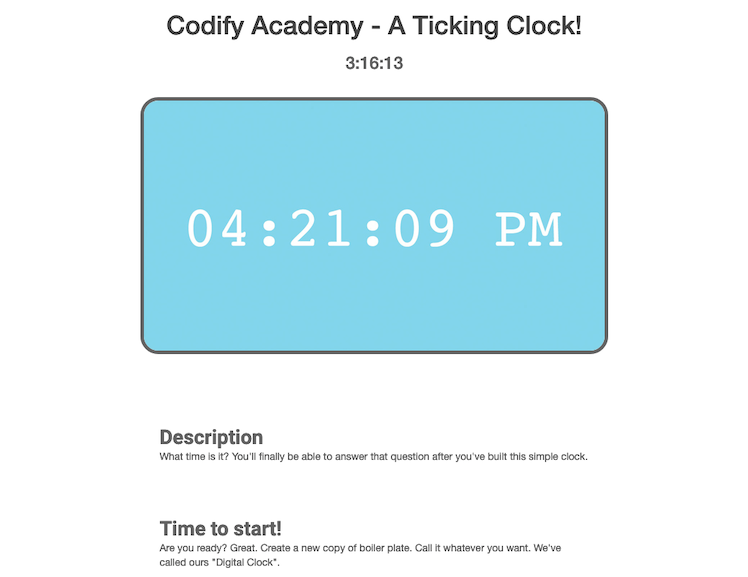 Codify Academy - A Ticking Clock!
3:16:13
04:21:09 PM
Description
What time is it? You'll finally be able to answer that question after you've built this simple clock.
Time to start!
Are you ready? Great. Create a new copy of boiler plate. Call it whatever you want. We've
called ours "Digital Clock".